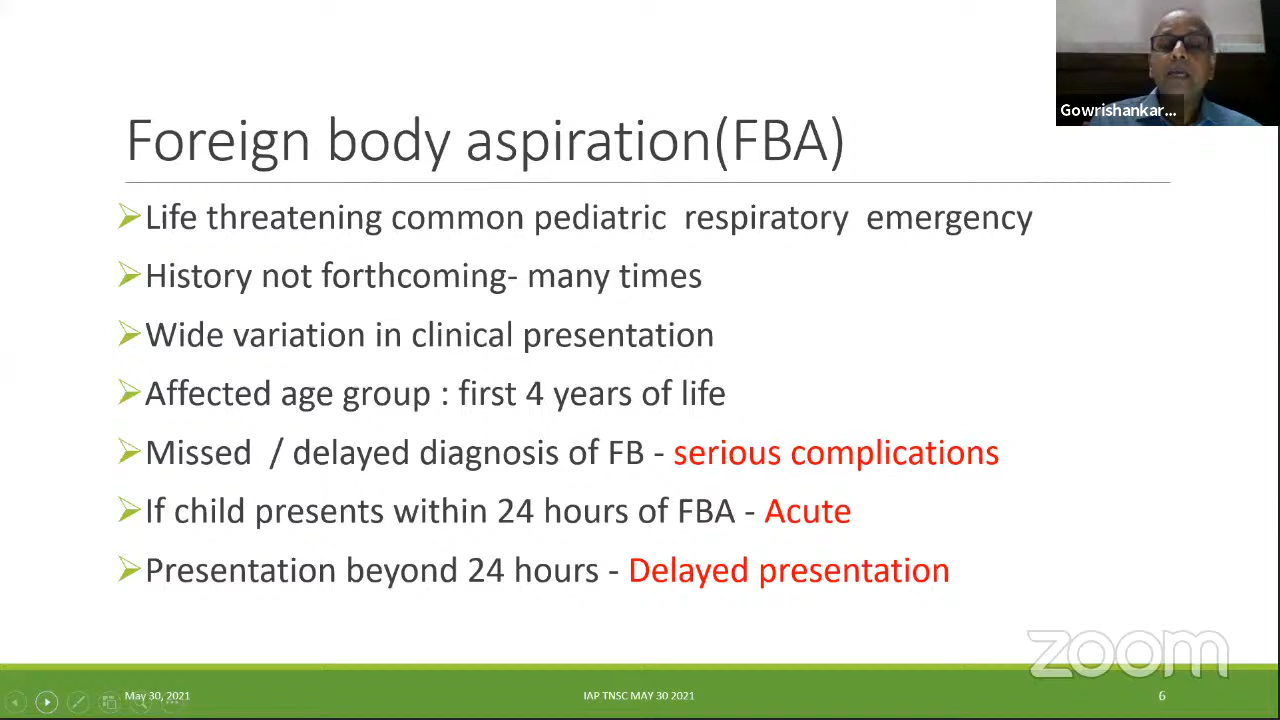 Gowrishankar...
Foreign body aspiration(FBA)
Life threatening common pediatric respiratory emergency
History not forthcoming- many times
Wide variation in clinical presentation
Affected age group : first 4 years of life
Missed / delayed diagnosis of FB - serious complications
If child presents within 24 hours of FBA - Acute
Presentation beyond 24 hours - Delayed presentation
zoom
May 30, 2021
IAP TNSC MAY 30 2021
6